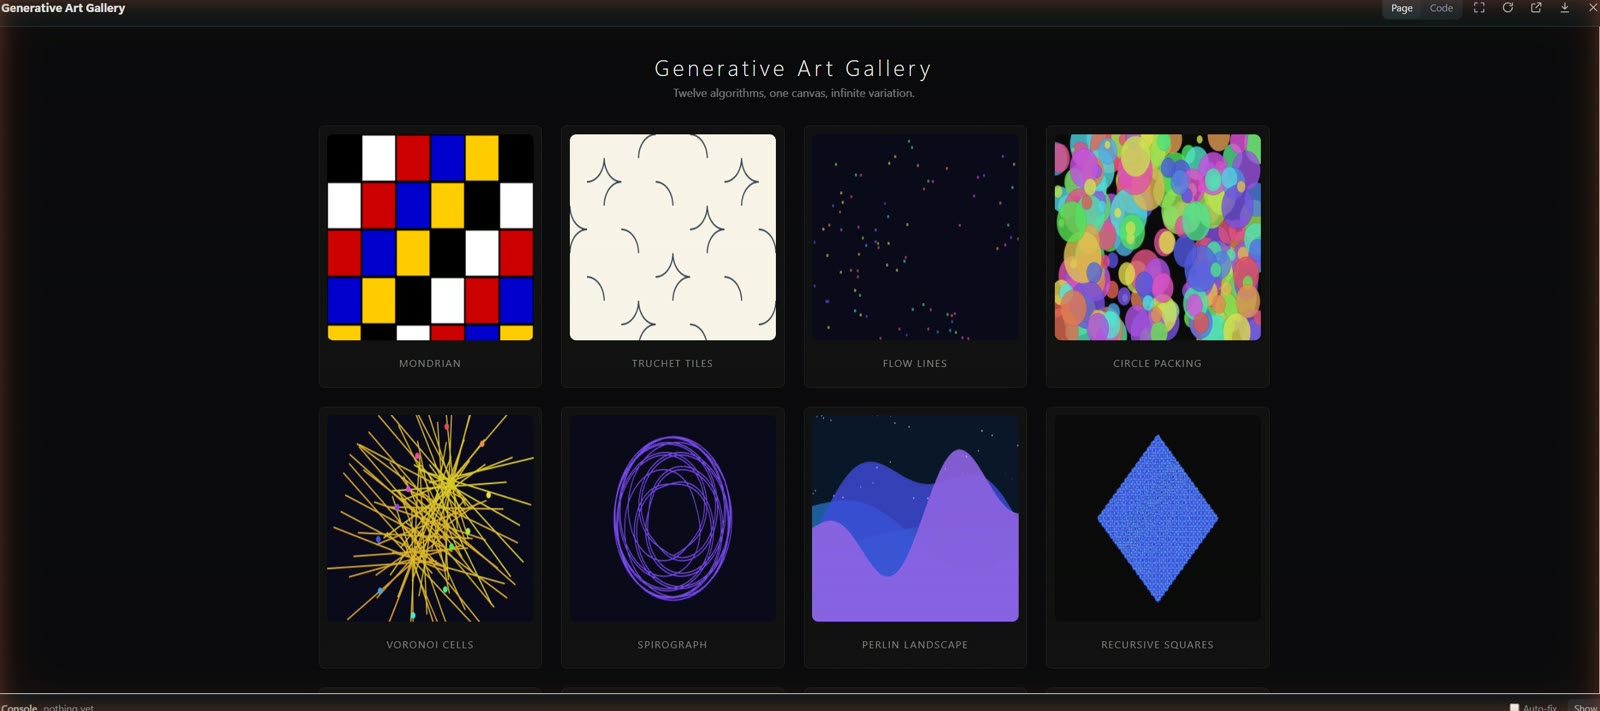 Generative Art Gallery
Page Code
Generative Art Gallery
Twelve algorithms, one canvas, infinite variation.
MONDRIAN
TRUCHET TILES
FLOW LINES
CIRCLE PACKING
VORONOI CELLS
SPIROGRAPH
PERLIN LANDSCAPE
RECURSIVE SQUARES
Console nothing yet
Auto-fix
Show